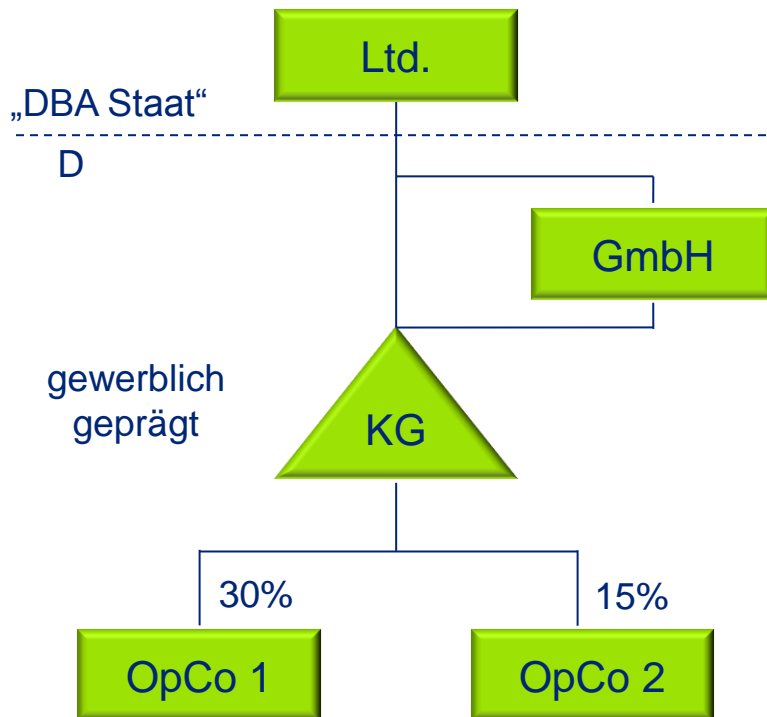 Ltd.
„DBA Staat“
D
GmbH
gewerblich
geprägt
KG
30%
15%
OpCo 1
OpCo 2